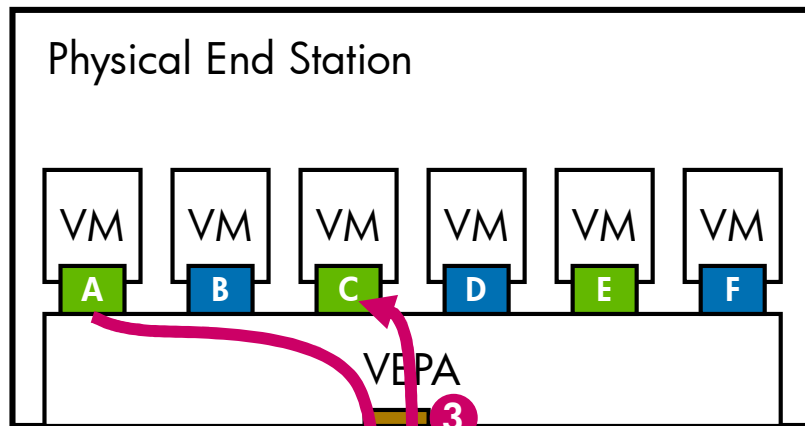 Physical End Station
VM VM VM VM VM VM
A B C D E F
VEPA
3